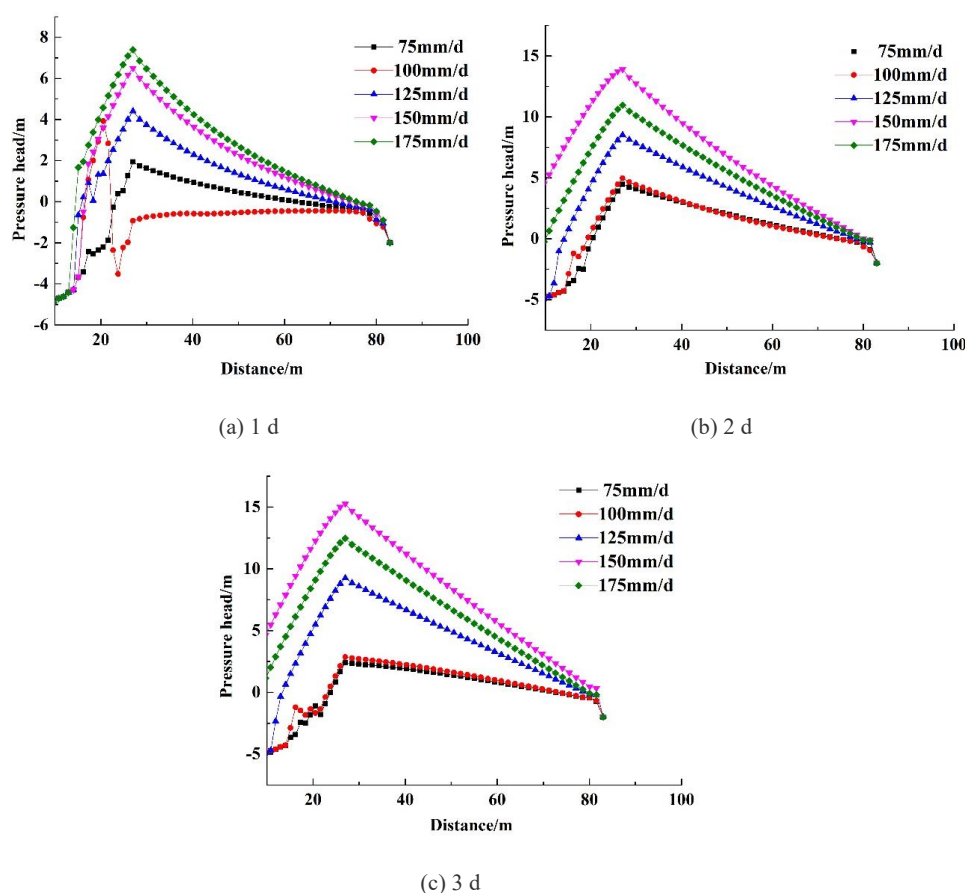 8
6
4
2
0
-2
-4
-6
Pressure head/m
20 40 60 80 100
Distance/m
75mm/d
100mm/d
125mm/d
150mm/d
175mm/d
(a) 1 d
15
10
5
0
-5
Pressure head/m
20 40 60 80 100
Distance/m
75mm/d
100mm/d
125mm/d
150mm/d
175mm/d
(b) 2 d
15
10
5
0
-5
Pressure head/m
20 40 60 80 100
Distance/m
75mm/d
100mm/d
125mm/d
150mm/d
175mm/d
(c) 3 d